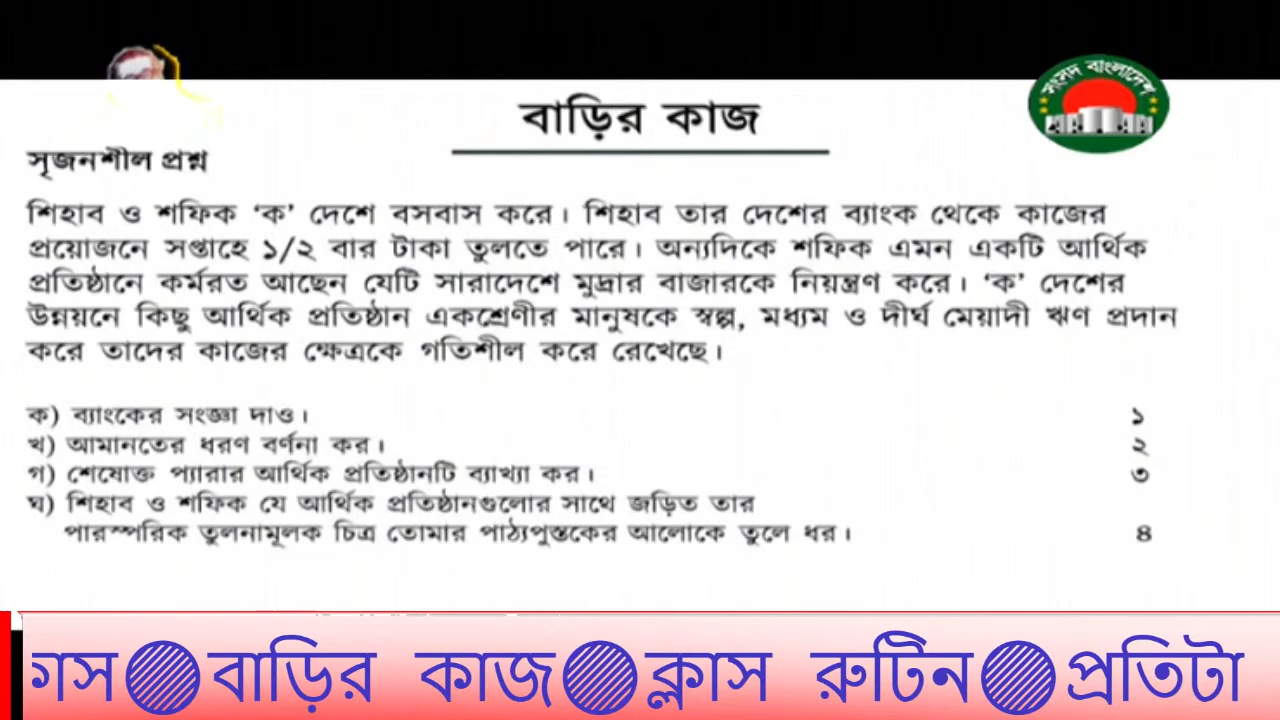 সংসদ বাংলাদেশ
বাড়ির কাজ
সৃজনশীল প্রশ্ন
শিহাব ও শফিক ‘ক’ দেশে বসবাস করে। শিহাব তার দেশের ব্যাংক থেকে কাজের
প্রয়োজনে সপ্তাহে ১/২ বার টাকা তুলতে পারে। অন্যদিকে শফিক এমন একটি আর্থিক
প্রতিষ্ঠানে কর্মরত আছেন যেটি সারাদেশে মুদ্রার বাজারকে নিয়ন্ত্রণ করে। ‘ক’ দেশের
উন্নয়নে কিছু আর্থিক প্রতিষ্ঠান একশ্রেণীর মানুষকে স্বল্প, মধ্যম ও দীর্ঘ মেয়াদী ঋণ প্রদান
করে তাদের কাজের ক্ষেত্রকে গতিশীল করে রেখেছে।
ক) ব্যাংকের সংজ্ঞা দাও। ১
খ) আমানতের ধরণ বর্ণনা কর। ২
গ) শেষোক্ত প্যারার আর্থিক প্রতিষ্ঠানটি ব্যাখ্যা কর। ৩
ঘ) শিহাব ও শফিক যে আর্থিক প্রতিষ্ঠানগুলোর সাথে জড়িত তার
পারস্পরিক তুলনামূলক চিত্র তোমার পাঠ্যপুস্তকের আলোকে তুলে ধর। ৪
াস বাড়ির কাজ ক্লাস রুটিন প্রতিটা